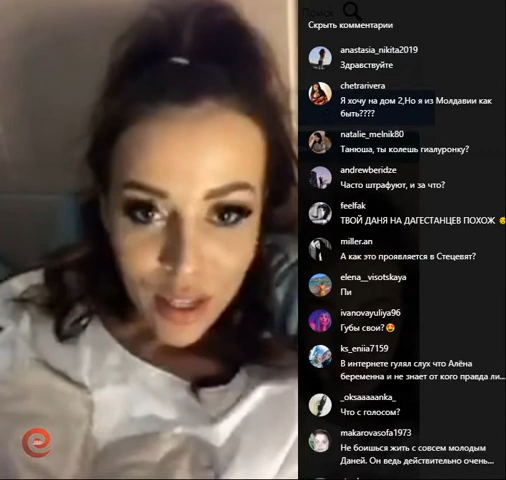 Поиск
Скрыть комментарии
anastasia_nikita2019
Здравствуйте
chetrarivera
Я хочу на дом 2,Но я из Молдавии как
быть????
natalie_melnik80
Танюша, ты колешь гиалуронку?
andrewberidze
Часто штрафуют, и за что?
feelfak
ТВОЙ ДАНЯ НА ДАГЕСТАНЦЕВ ПОХОЖ
miller.an
А как это проявляется в Стецевят?
elena__visotskaya
Пи
ivanovayuliya96
Губы свои?😍
ks_eniia7159
В интернете гулял слух что Алёна
беременна и не знает от кого правда ли...
_oksaaaaanka_
Что с голосом?
makarovasofa1973
Не боишься жить с совсем молодым
Даней. Он ведь действительно очень...